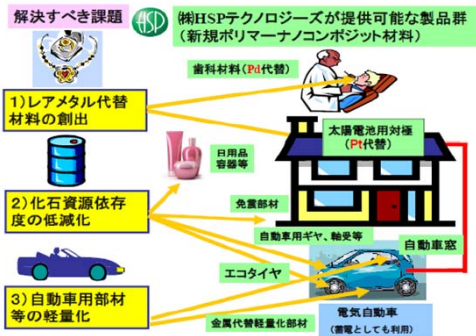 解決すべき課題
HSP
㈱HSPテクノロジーズが提供可能な製品群
(新規ポリマーナノコンポジット材料)
歯科材料(Pd代替)
1)レアメタル代替
材料の創出
太陽電池用対極
(Pt代替)
日用品
容器等
2)化石資源依存
度の低減化
免震部材
自動車用ギヤ、軸受等
自動車窓
エコタイヤ
3)自動車用部材
等の軽量化
金属代替軽量化部材
電気自動車
(蓄電としても利用)